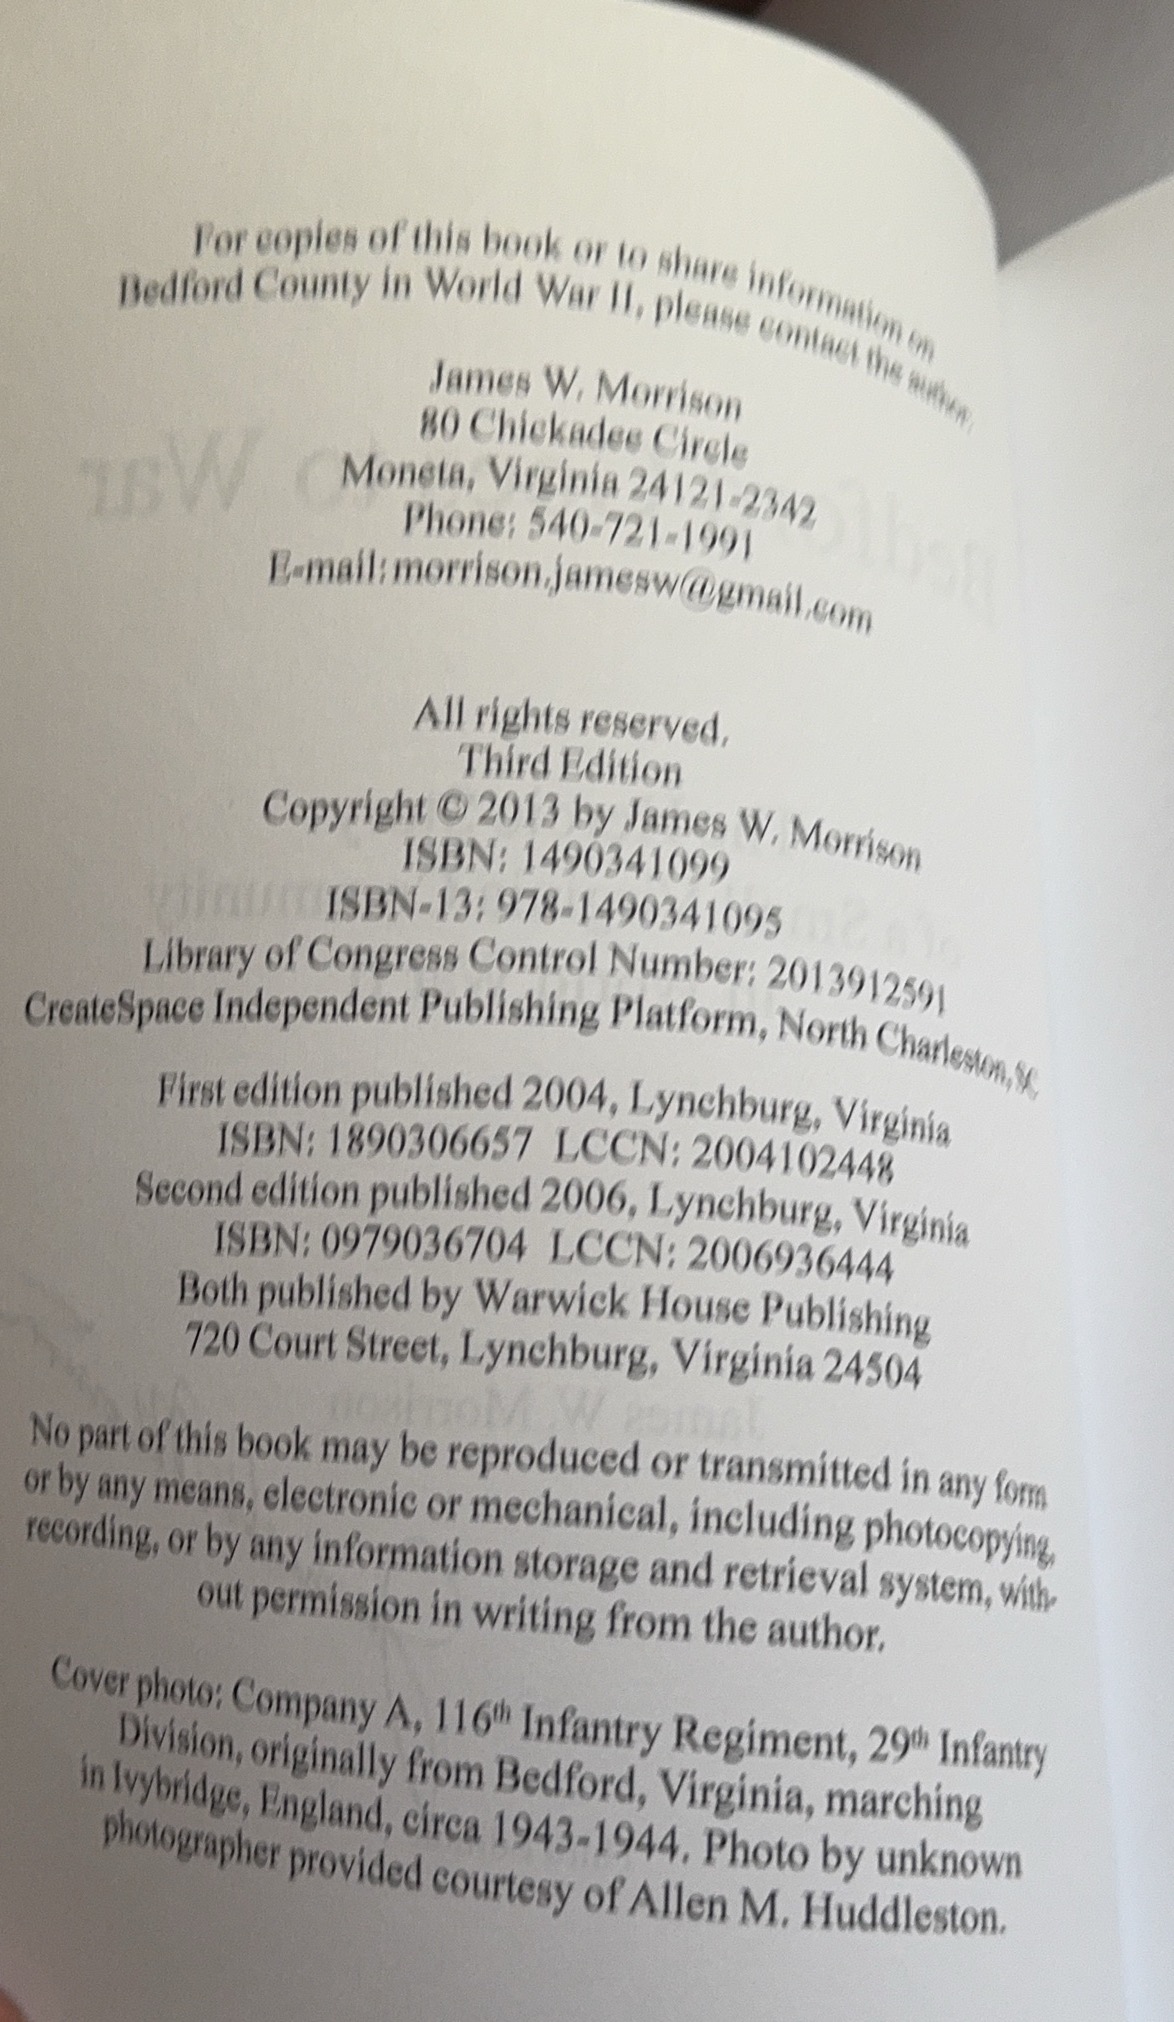 For copies of this book or to share information on
Bedford County in World War II, please contact the author.
James W. Morrison
80 Chickadee Circle
Moneta, Virginia 24121-2342
Phone: 540-721-1991
E-mail: morrison.jamesw@gmail.com
All rights reserved.
Third Edition
Copyright © 2013 by James W. Morrison
ISBN: 1490341099
ISBN-13: 978-1490341095
Library of Congress Control Number: 2013912591
CreateSpace Independent Publishing Platform, North Charleston, SC
First edition published 2004, Lynchburg, Virginia
ISBN: 1890306657 LCCN: 2004102448
Second edition published 2006, Lynchburg, Virginia
ISBN: 0979036704 LCCN: 2006936444
Both published by Warwick House Publishing
720 Court Street, Lynchburg, Virginia 24504
No part of this book may be reproduced or transmitted in any form
or by any means, electronic or mechanical, including photocopying,
recording, or by any information storage and retrieval system, with-
out permission in writing from the author.
Cover photo: Company A, 116th Infantry Regiment, 29th Infantry
Division, originally from Bedford, Virginia, marching
in Ivybridge, England, circa 1943-1944. Photo by unknown
photographer provided courtesy of Allen M. Huddleston.